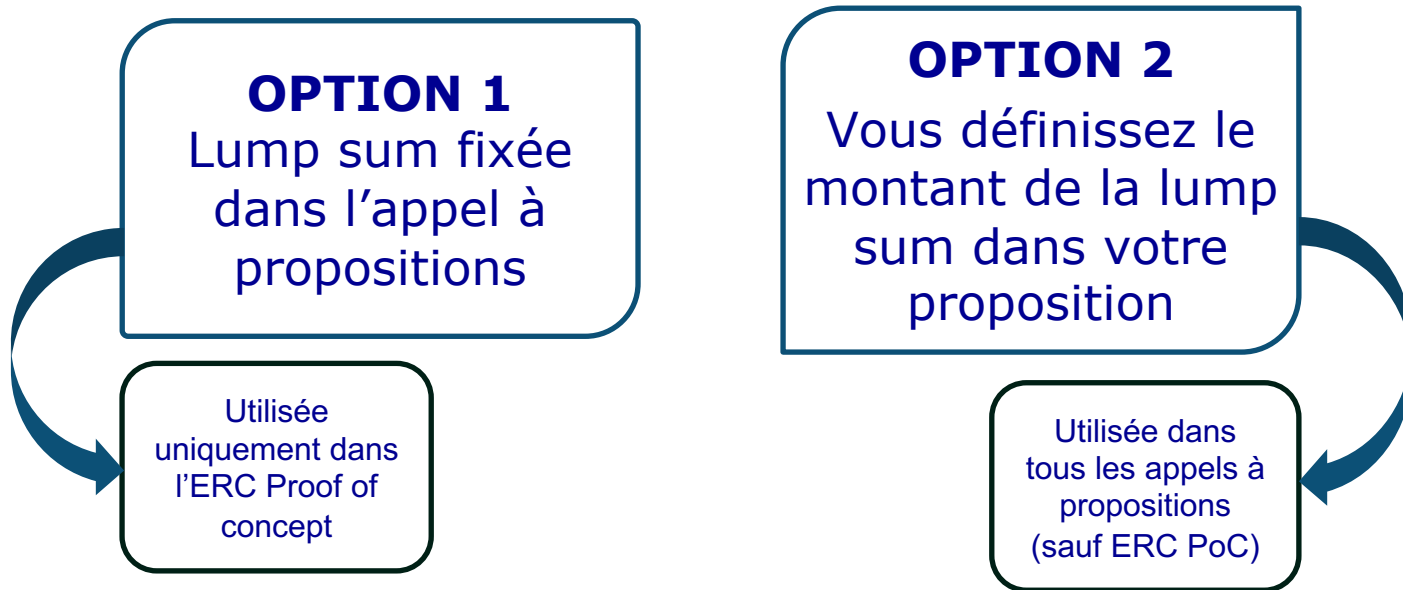 OPTION 1
Lump sum fixée
dans l’appel à
propositions
Utilisée
uniquement dans
l’ERC Proof of
concept
OPTION 2
Vous définissez le
montant de la lump
sum dans votre
proposition
Utilisée dans
tous les appels à
propositions
(sauf ERC PoC)